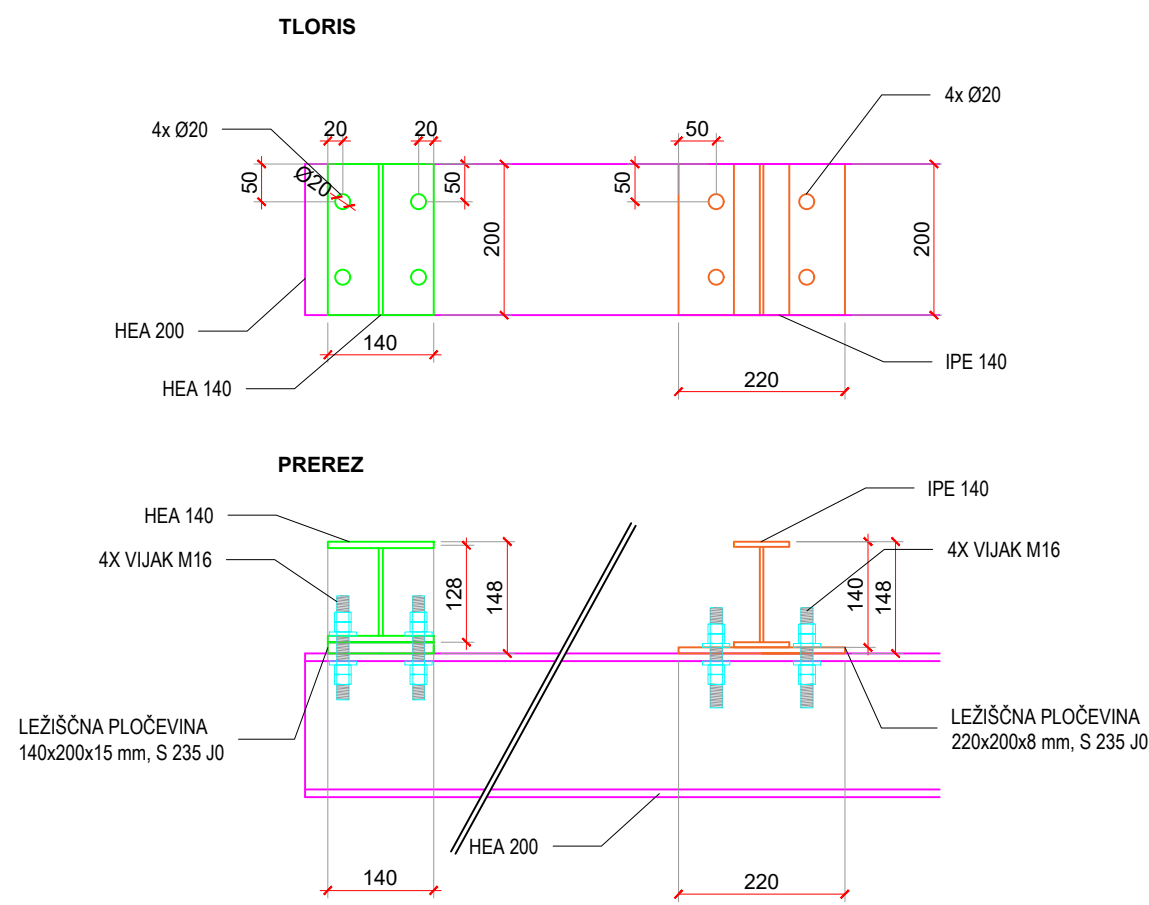 TLORIS
4x Ø20
20
20
50
4x Ø20
50
Ø20
50
50
200
200
HEA 200
140
HEA 140
IPE 140
220
PREREZ
HEA 140
IPE 140
4X VIJAK M16
4X VIJAK M16
128
148
140
148
LEŽIŠČNA PLOČEVINA
140x200x15 mm, S 235 J0
LEŽIŠČNA PLOČEVINA
220x200x8 mm, S 235 J0
HEA 200
140
220